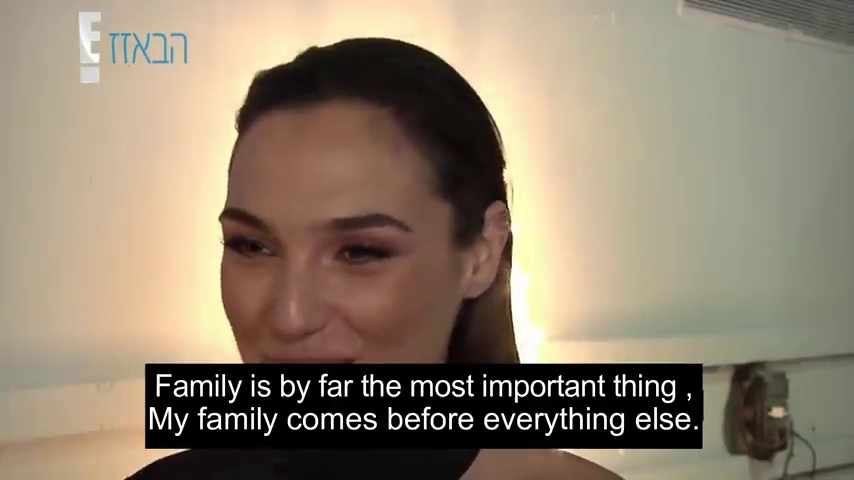 E!
הבאזז
Family is by far the most important thing ,
My family comes before everything else.